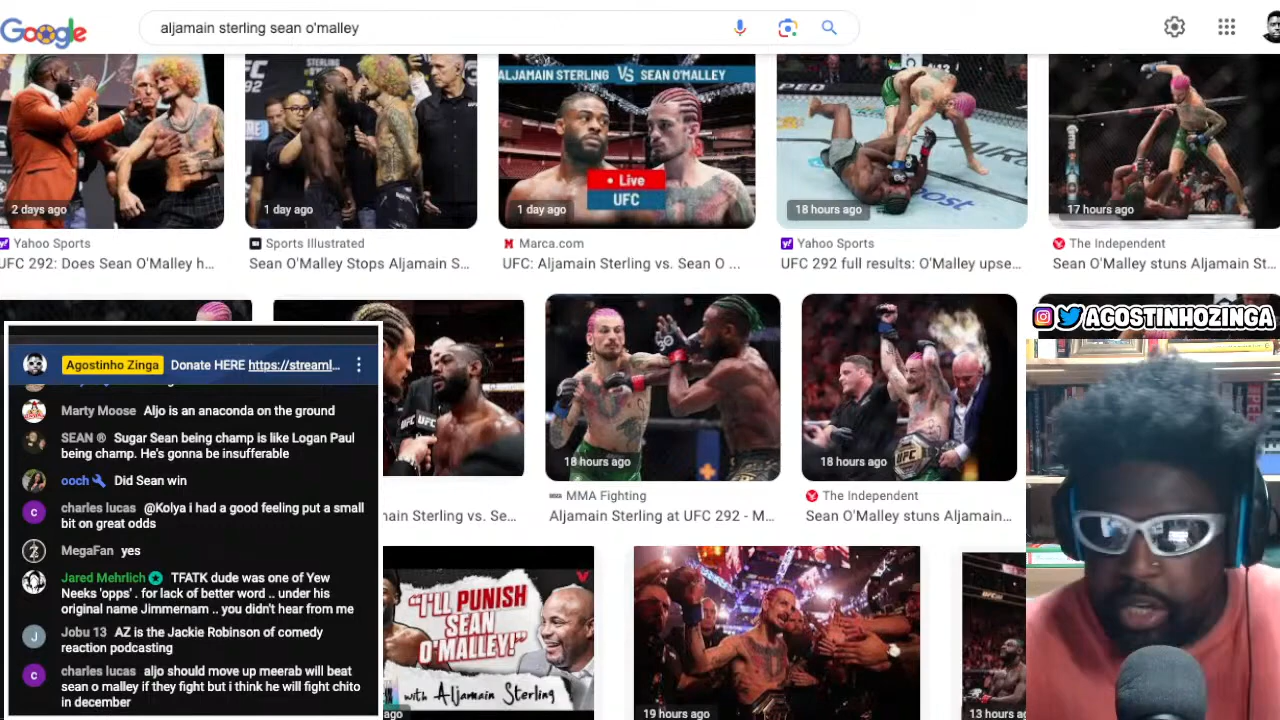 Google
aljamain sterling sean o'malley
ALJAMAIN STERLING VS SEAN O'MALLEY
• Live
UFC
2 days ago
1 day ago
1 day ago
18 hours ago
17 hours ago
Yahoo Sports
Sports Illustrated
Marca.com
Yahoo Sports
The Independent
UFC 292: Does Sean O'Malley h...
Sean O'Malley Stops Aljamain S...
UFC: Aljamain Sterling vs. Sean O ...
UFC 292 full results: O'Malley upse...
Sean O'Malley stuns Aljamain St...
AGOSTINHOZINGA
Agostinho Zinga Donate HERE https://streaml...
Marty Moose Aljo is an anaconda on the ground
SEAN ® Sugar Sean being champ is like Logan Paul
being champ. He's gonna be insufferable
ooch Did Sean win
charles lucas @Kolya i had a good feeling put a small
bit on great odds
MegaFan yes
Jared Mehrlich TFATK dude was one of Yew
Neeks 'opps' . for lack of better word .. under his
original name Jimmernam .. you didn't hear from me
Jobu 13 AZ is the Jackie Robinson of comedy
reaction podcasting
charles lucas aljo should move up meerab will beat
sean o malley if they fight but i think he will fight chito
in december
18 hours ago
18 hours ago
MMA Fighting
The Independent
main Sterling vs. Se...
Aljamain Sterling at UFC 292 - M...
Sean O'Malley stuns Aljamain...
"I'LL PUNISH
SEAN
O'MALLEY!"
with Aljamain Sterling
ago
19 hours ago
13 hours a